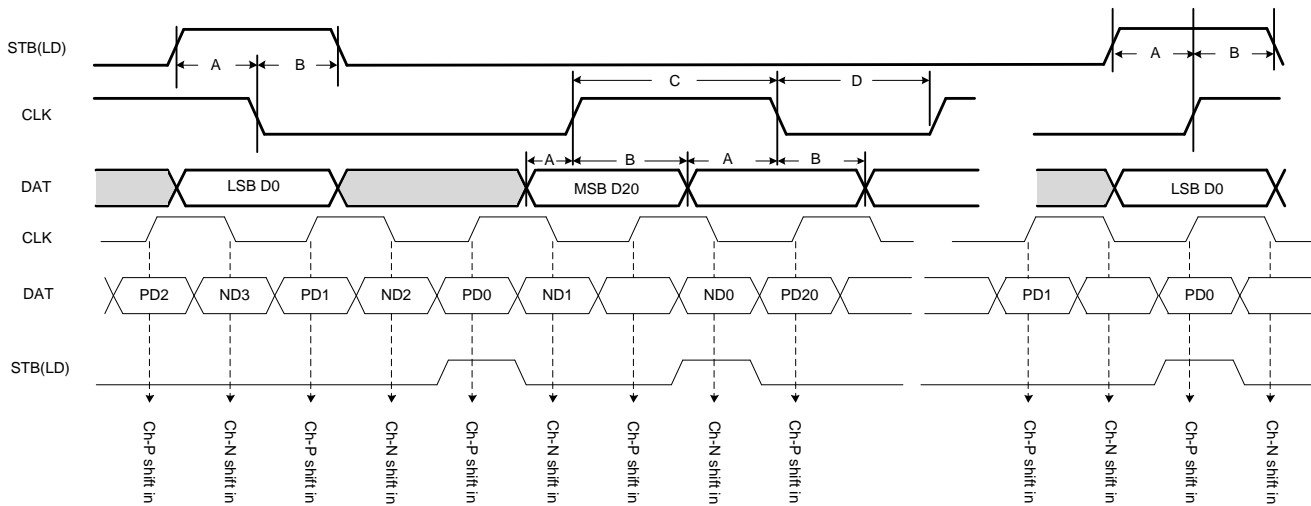 STB(LD)
A B A B
C D
CLK
A B A B
DAT LSB D0 MSB D20 LSB D0
CLK
DAT PD2 ND3 PD1 ND2 PD0 ND1 ND0 PD20 PD1 PD0
STB(LD)
Ch-P shift in
Ch-N shift in
Ch-P shift in
Ch-N shift in
Ch-P shift in
Ch-N shift in
Ch-P shift in
Ch-N shift in
Ch-P shift in
Ch-P shift in
Ch-N shift in
Ch-P shift in
Ch-N shift in